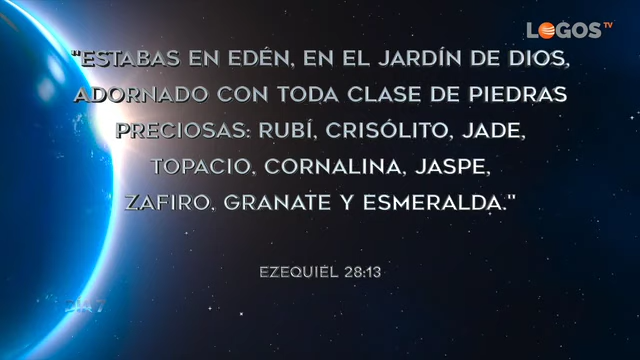 LOGOS TV
"ESTABAS EN EDÉN, EN EL JARDÍN DE DIOS,
ADORNADO CON TODA CLASE DE PIEDRAS
PRECIOSAS: RUBÍ, CRISÓLITO, JADE,
TOPACIO, CORNALINA, JASPE,
ZAFIRO, GRANATE Y ESMERALDA."
EZEQUIEL 28:13